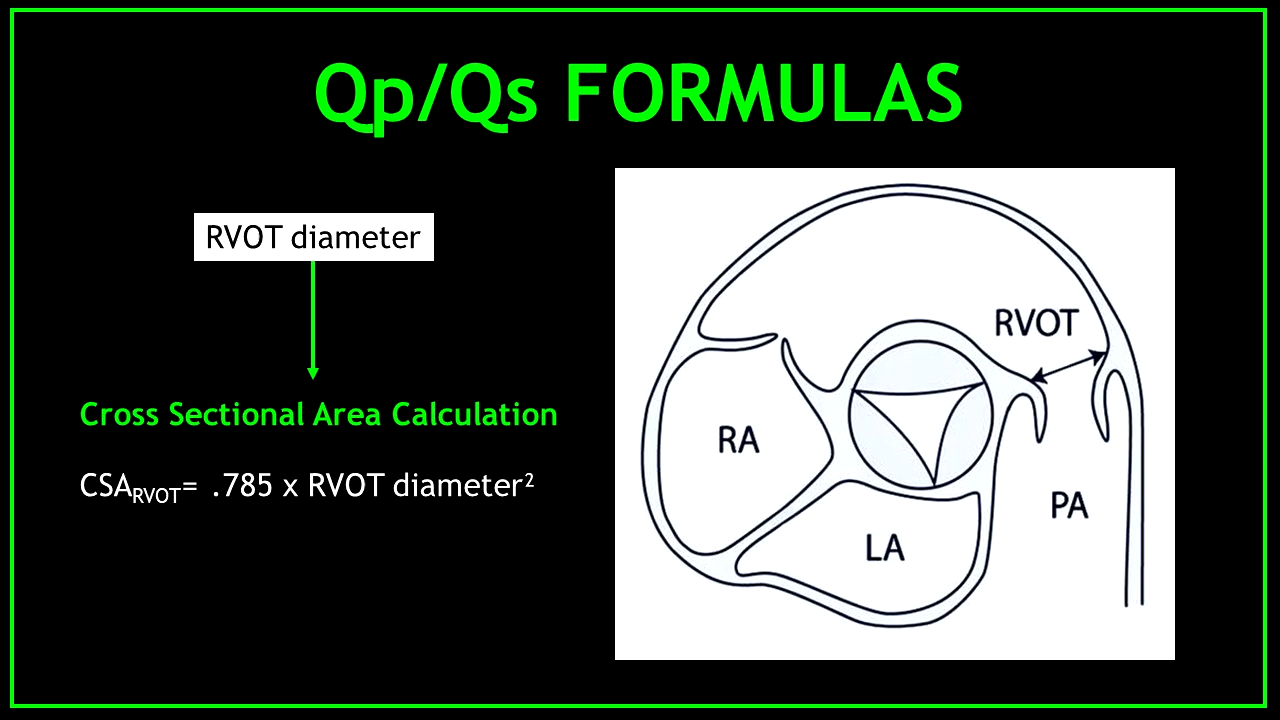 Qp/Qs FORMULAS
RVOT diameter
Cross Sectional Area Calculation
CSA_RVOT= .785 x RVOT diameter²
RVOT
RA
PA
LA